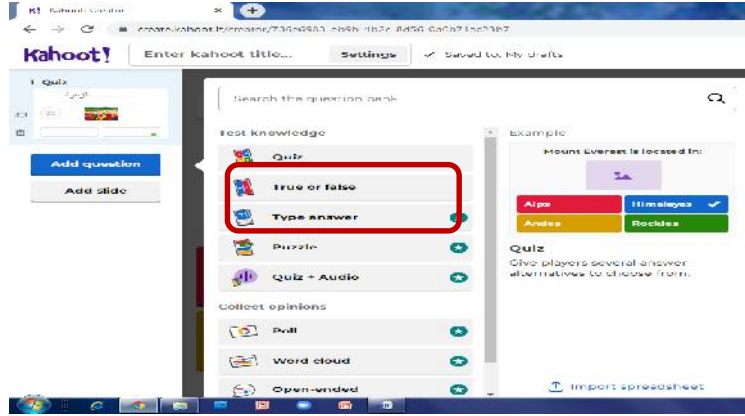 Kahoot Creator
Kahoot!
Enter kahoot title...
Settings
Saved to: My drafts
1 Quiz
Add question
Add slide
Search the question bank
Test knowledge
Quiz
True or false
Type answer
Puzzle
Quiz + Audio
Collect opinions
Poll
Word cloud
Open-ended
Example
Mount Everest is located in:
Alps
Himalayas
Andes
Rockies
Quiz
Give players several answer
alternatives to choose from.
Import spreadsheet